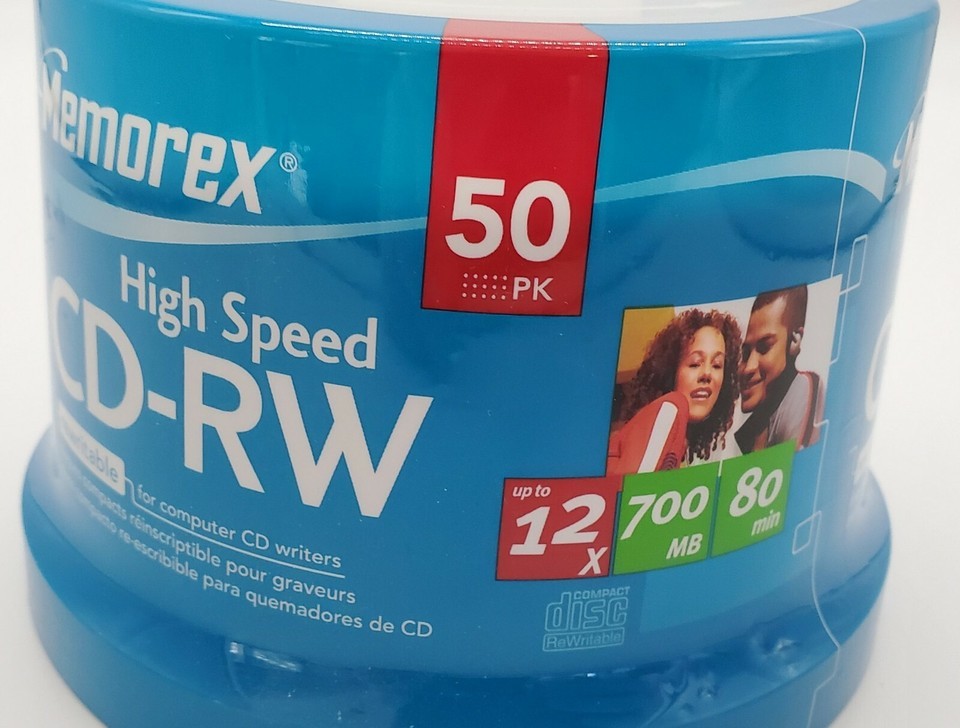 Memorex®
50
PK
High Speed
CD-RW
for computer CD writers
compacts réinscriptible pour graveurs
re-escribible para quemadores de CD
up to
12
X
700
MB
80
min
COMPACT
disc
ReWritable